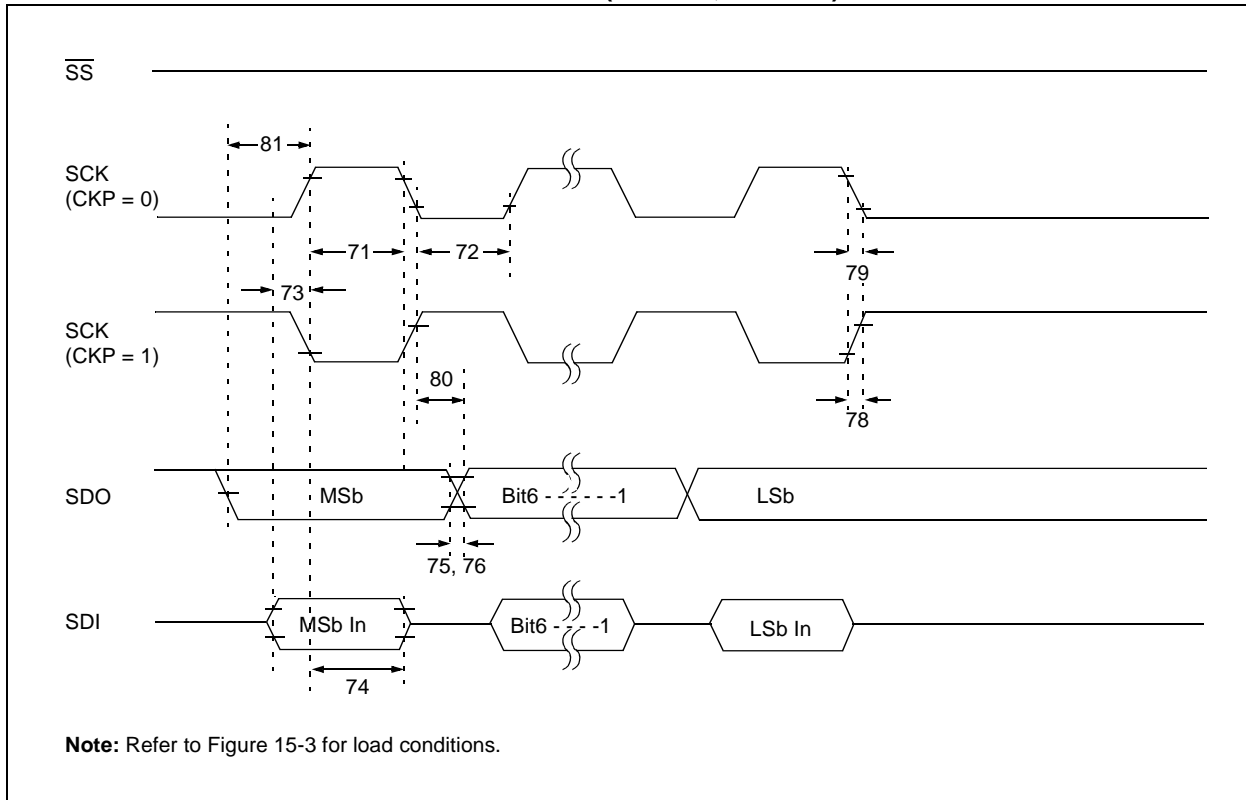 SS
81
SCK
(CKP = 0)
71
72
79
73
SCK
(CKP = 1)
80
78
SDO
MSb
Bit6 - - - - - -1
LSb
75, 76
SDI
MSb In
Bit6 - - - -1
LSb In
74
Note: Refer to Figure 15-3 for load conditions.